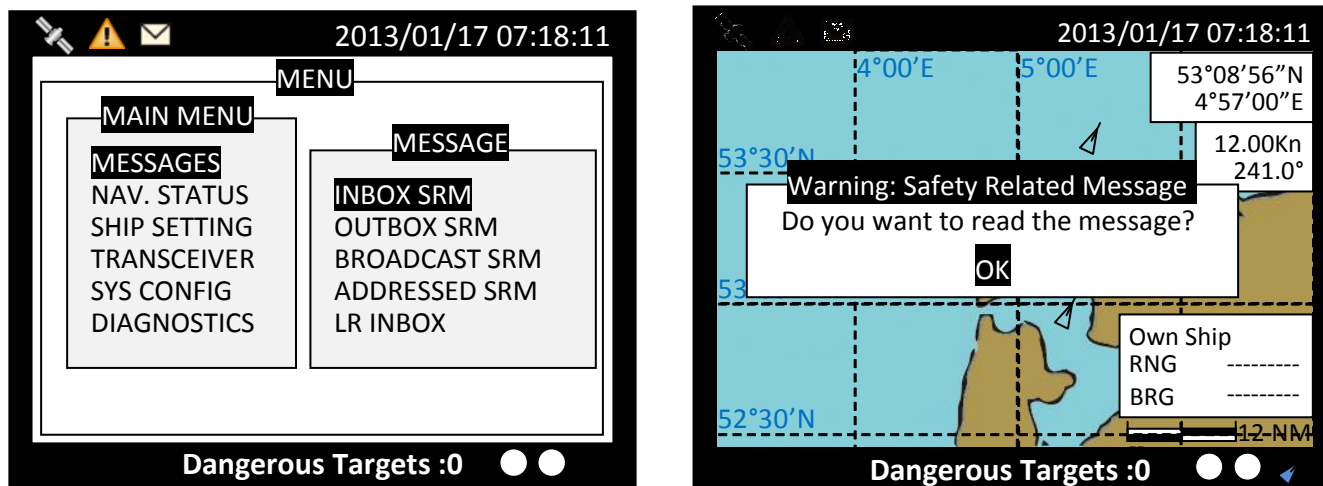 2013/01/17 07:18:11
MENU
MAIN MENU
MESSAGES
NAV. STATUS
SHIP SETTING
TRANSCEIVER
SYS CONFIG
DIAGNOSTICS
MESSAGE
INBOX SRM
OUTBOX SRM
BROADCAST SRM
ADDRESSED SRM
LR INBOX
Dangerous Targets :0
2013/01/17 07:18:11
4°00’E 5°00’E
53°08’56”N
4°57’00”E
12.00Kn
241.0°
53°30’N
Warning: Safety Related Message
Do you want to read the message?
OK
53
Own Ship
RNG ---------
BRG ---------
52°30’N
12 NM
Dangerous Targets :0